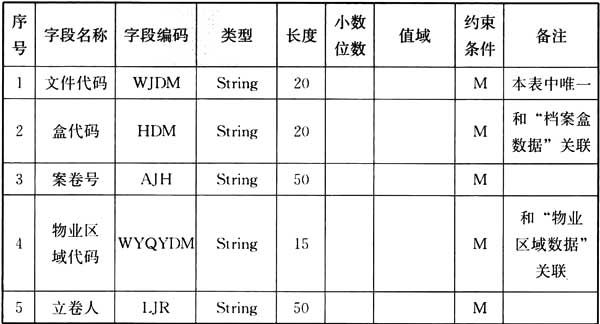 序号 字段名称 字段编码 类型 长度 小数位数 值域 约束条件 备注
1 文件代码 WJDM String 20 M 本表中唯一
2 盒代码 HDM String 20 M 和“档案盒数据”关联
3 案卷号 AJH String 50 M
4 物业区域代码 WYQYDM String 15 M 和“物业区域数据”关联
5 立卷人 LJR String 50 M